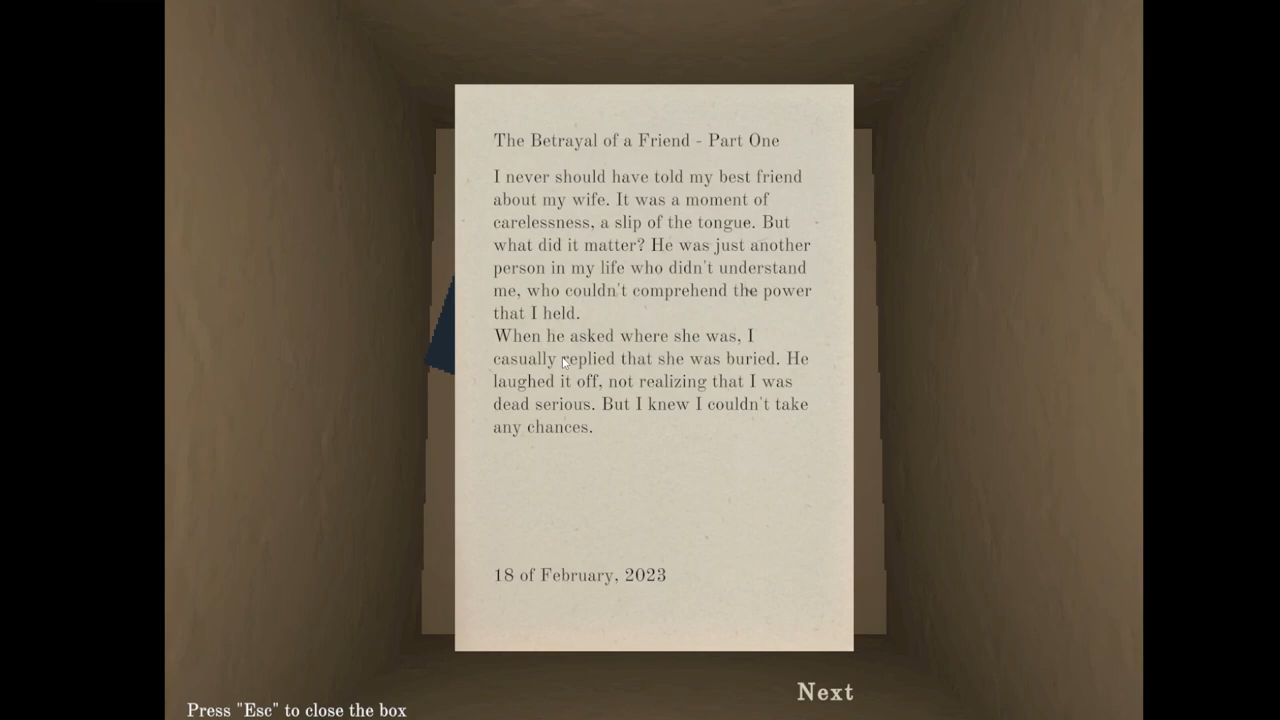 The Betrayal of a Friend - Part One
I never should have told my best friend
about my wife. It was a moment of
carelessness, a slip of the tongue. But
what did it matter? He was just another
person in my life who didn't understand
me, who couldn't comprehend the power
that I held.
When he asked where she was, I
casually replied that she was buried. He
laughed it off, not realizing that I was
dead serious. But I knew I couldn't take
any chances.
18 of February, 2023
Next
Press "Esc" to close the box